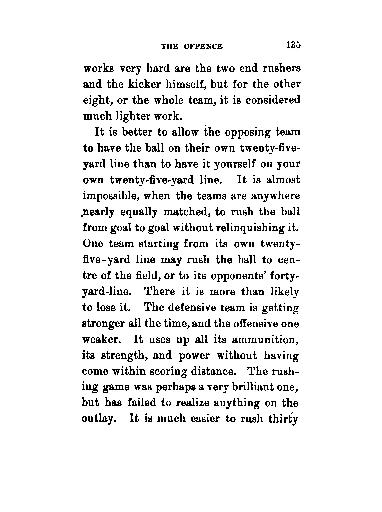 THE OFFENCE 125
works very hard are the two end rushers
and the kicker himself, but for the other
eight, or the whole team, it is considered
much lighter work.
It is better to allow the opposing team
to have the ball on their own twenty-five-
yard line than to have it yourself on your
own twenty-five-yard line. It is almost
impossible, when the teams are anywhere
nearly equally matched, to rush the ball
from goal to goal without relinquishing it.
One team starting from its own twenty-
five-yard line may rush the ball to cen-
tre of the field, or to its opponents' forty-
yard-line. There it is more than likely
to lose it. The defensive team is getting
stronger all the time, and the offensive one
weaker. It uses up all its ammunition,
its strength, and power without having
come within scoring distance. The rush-
ing game was perhaps a very brilliant one,
but has failed to realize anything on the
outlay. It is much easier to rush thirty